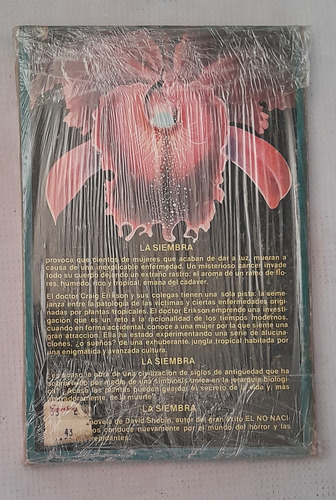 LA SIEMBRA
provoca que cientos de mujeres que acaban de dar a luz, mueran a
causa de una inexplicable enfermedad. Un misterioso cáncer invade
todo su cuerpo dejando un extraño rastro: el aroma de un ramo de flo-
res, húmedo, rico y tropical, emana del cadáver.
El doctor Craig Erikson y sus colegas tienen una sola pista: la seme-
janza entre la patología de las víctimas y ciertas enfermedades origi-
nadas por plantas tropicales. El doctor Erikson emprende una investi-
gación que es un reto a la racionalidad de los tiempos modernos,
cuando en forma accidental, conoce a una mujer por la que siente una
gran atracción. Ella ha estado experimentando una serie de alucina-
ciones, ¿o sueños? de una exhuberante jungla tropical habitada por
una enigmática y avanzada cultura.
LA SIEMBRA
¿Es acaso la obra de una civilización de siglos de antigüedad que ha
sobrevivido por medio de una simbiosis única en la jerarquía biológi-
ca? ¿Acaso las plantas pueden guardar el secreto de la vida y, más
aterradoramente, de la muerte?
LA SIEMBRA
novela de David Shobin, autor del gran éxito EL NO NACI-
nos conduce nuevamente por el mundo del horror y las
43